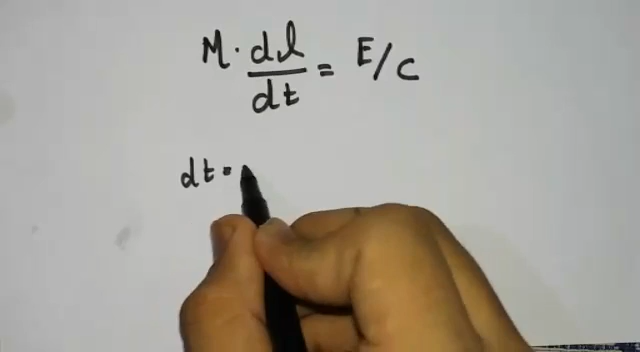 M · dl/dt = E/c
dt =